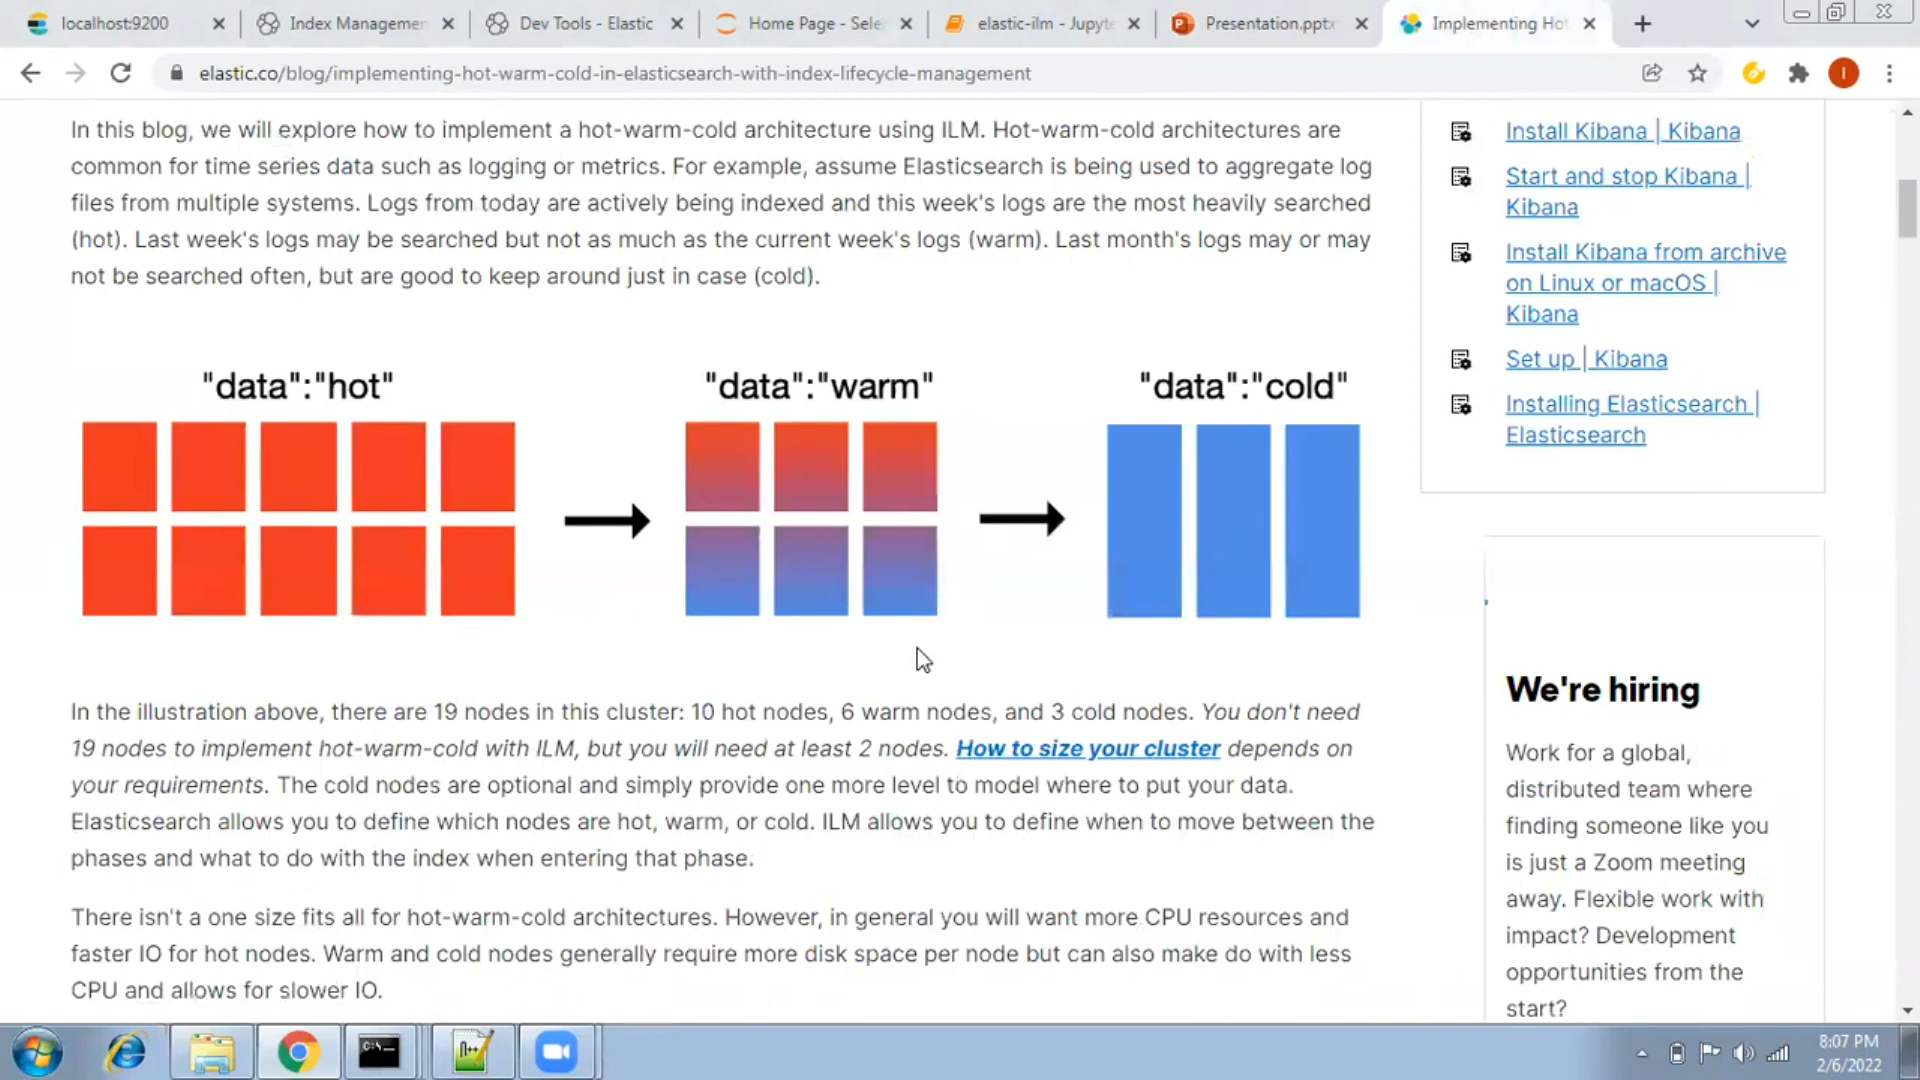 localhost:9200
Index Managemen
Dev Tools - Elastic
Home Page - Sele
elastic-ilm - Jupyte
Presentation.pptx
Implementing Hot
elastic.co/blog/implementing-hot-warm-cold-in-elasticsearch-with-index-lifecycle-management
I
In this blog, we will explore how to implement a hot-warm-cold architecture using ILM. Hot-warm-cold architectures are
common for time series data such as logging or metrics. For example, assume Elasticsearch is being used to aggregate log
files from multiple systems. Logs from today are actively being indexed and this week's logs are the most heavily searched
(hot). Last week's logs may be searched but not as much as the current week's logs (warm). Last month's logs may or may
not be searched often, but are good to keep around just in case (cold).
"data":"hot"
"data":"warm"
"data":"cold"
In the illustration above, there are 19 nodes in this cluster: 10 hot nodes, 6 warm nodes, and 3 cold nodes. You don't need
19 nodes to implement hot-warm-cold with ILM, but you will need at least 2 nodes. How to size your cluster depends on
your requirements. The cold nodes are optional and simply provide one more level to model where to put your data.
Elasticsearch allows you to define which nodes are hot, warm, or cold. ILM allows you to define when to move between the
phases and what to do with the index when entering that phase.
There isn't a one size fits all for hot-warm-cold architectures. However, in general you will want more CPU resources and
faster IO for hot nodes. Warm and cold nodes generally require more disk space per node but can also make do with less
CPU and allows for slower IO.
Install Kibana | Kibana
Start and stop Kibana |
Kibana
Install Kibana from archive
on Linux or macOS |
Kibana
Set up | Kibana
Installing Elasticsearch |
Elasticsearch
We're hiring
Work for a global,
distributed team where
finding someone like you
is just a Zoom meeting
away. Flexible work with
impact? Development
opportunities from the
start?
8:07 PM
2/6/2022